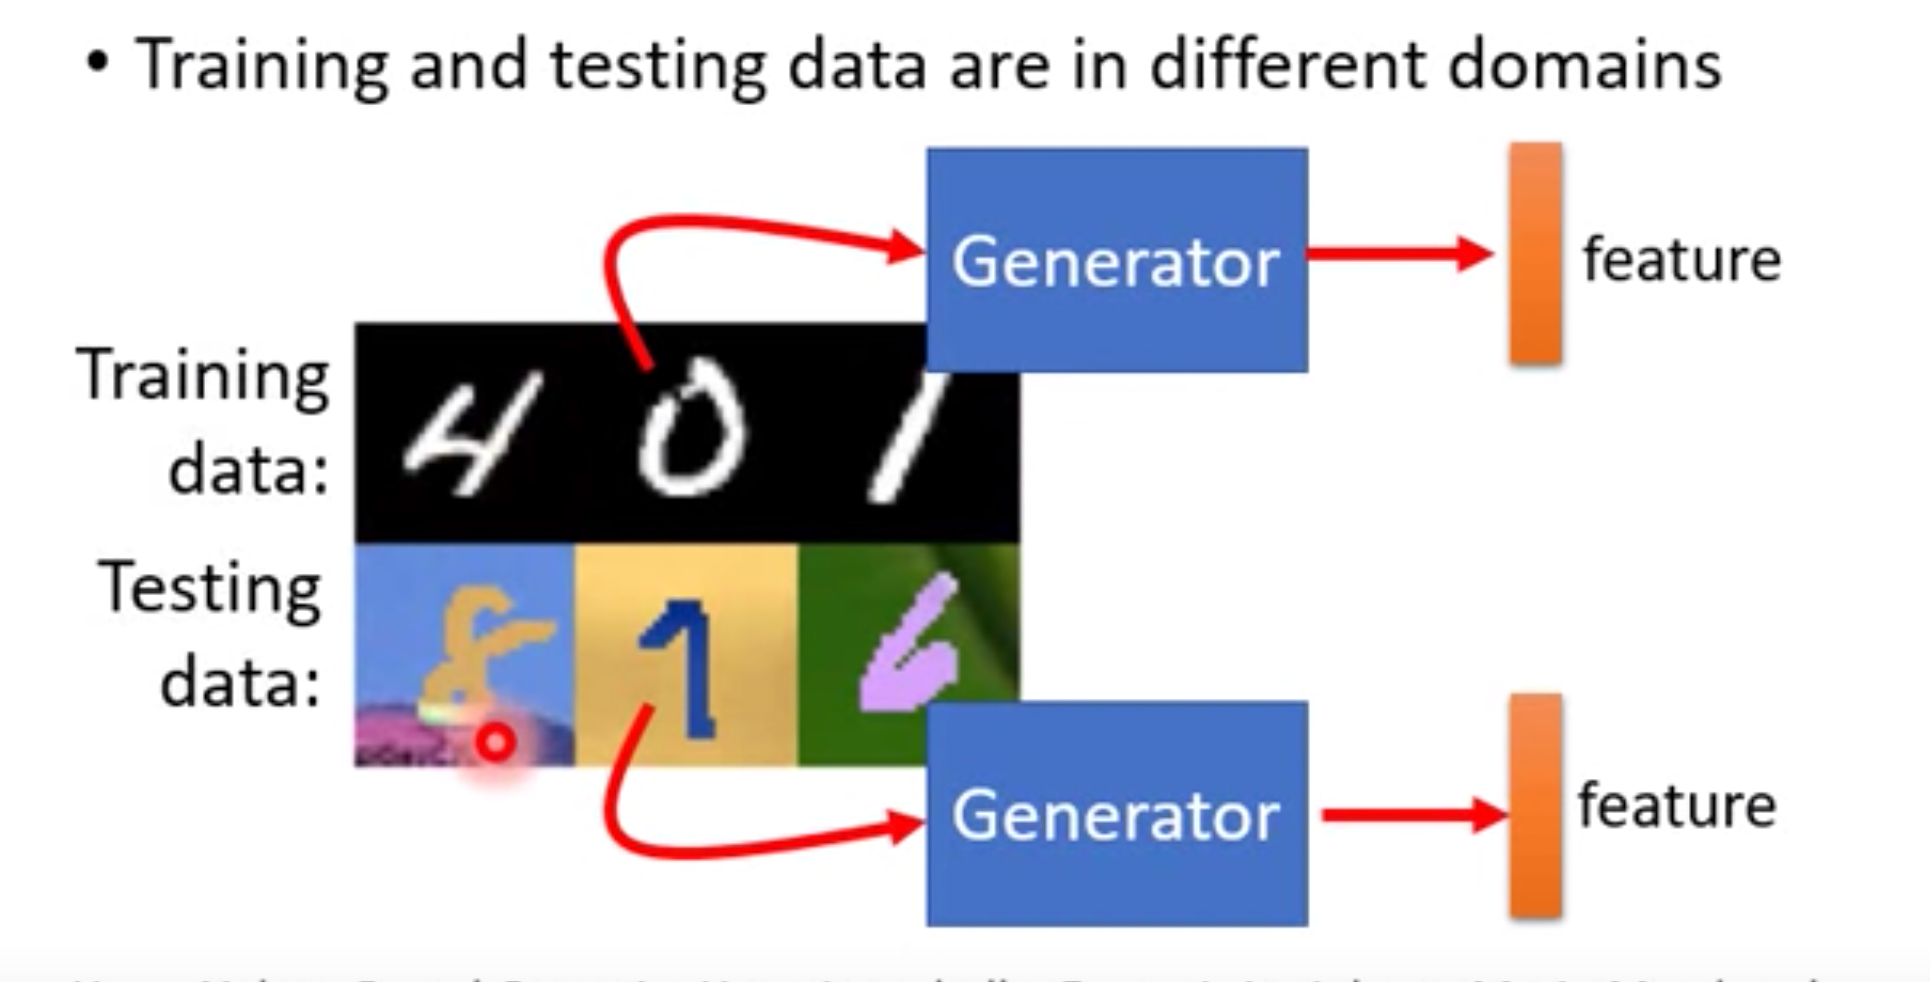 • Training and testing data are in different domains
Generator
feature
Training
data:
4 0 1
Testing
data:
8 1 6
Generator
feature